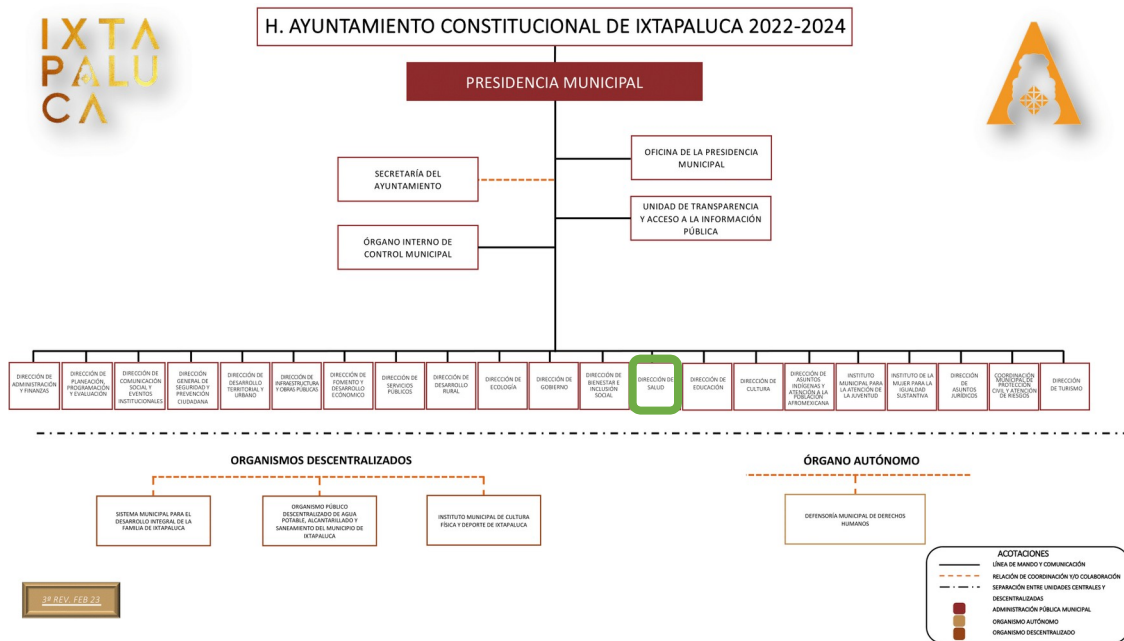 IXTA
PALU
CA
H. AYUNTAMIENTO CONSTITUCIONAL DE IXTAPALUCA 2022-2024
PRESIDENCIA MUNICIPAL
OFICINA DE LA PRESIDENCIA
MUNICIPAL
SECRETARÍA DEL
AYUNTAMIENTO
UNIDAD DE TRANSPARENCIA
Y ACCESO A LA INFORMACIÓN
PÚBLICA
ÓRGANO INTERNO DE
CONTROL MUNICIPAL
DIRECCIÓN DE
ADMINISTRACIÓN
Y FINANZAS
DIRECCIÓN DE
PLANEACIÓN,
PROGRAMACIÓN
Y EVALUACIÓN
DIRECCIÓN DE
COMUNICACIÓN
SOCIAL Y
EVENTOS
INSTITUCIONALES
DIRECCIÓN
GENERAL DE
SEGURIDAD Y
PREVENCIÓN
CIUDADANA
DIRECCIÓN DE
DESARROLLO
TERRITORIAL Y
URBANO
DIRECCIÓN DE
INFRAESTRUCTURA
Y OBRAS PÚBLICAS
DIRECCIÓN DE
FOMENTO Y
DESARROLLO
ECONÓMICO
DIRECCIÓN DE
SERVICIOS
PÚBLICOS
DIRECCIÓN DE
DESARROLLO
RURAL
DIRECCIÓN DE
ECOLOGÍA
DIRECCIÓN DE
GOBIERNO
DIRECCIÓN DE
BIENESTAR E
INCLUSIÓN
SOCIAL
DIRECCIÓN DE
SALUD
DIRECCIÓN DE
EDUCACIÓN
DIRECCIÓN DE
CULTURA
DIRECCIÓN DE
ASUNTOS
INDÍGENAS Y
ATENCIÓN A LA
POBLACIÓN
AFROMEXICANA
INSTITUTO
MUNICIPAL PARA
LA ATENCIÓN DE
LA JUVENTUD
INSTITUTO DE LA
MUJER PARA LA
IGUALDAD
SUSTANTIVA
DIRECCIÓN
DE
ASUNTOS
JURÍDICOS
COORDINACIÓN
MUNICIPAL DE
PROTECCIÓN
CIVIL Y ATENCIÓN
DE RIESGOS
DIRECCIÓN
DE TURISMO
ORGANISMOS DESCENTRALIZADOS
ÓRGANO AUTÓNOMO
SISTEMA MUNICIPAL PARA EL
DESARROLLO INTEGRAL DE LA
FAMILIA DE IXTAPALUCA
ORGANISMO PÚBLICO
DESCENTRALIZADO DE AGUA
POTABLE, ALCANTARILLADO Y
SANEAMIENTO DEL MUNICIPIO DE
IXTAPALUCA
INSTITUTO MUNICIPAL DE CULTURA
FÍSICA Y DEPORTE DE IXTAPALUCA
DEFENSORÍA MUNICIPAL DE DERECHOS
HUMANOS
ACOTACIONES
LÍNEA DE MANDO Y COMUNICACIÓN
RELACIÓN DE COORDINACIÓN Y/O COLABORACIÓN
SEPARACIÓN ENTRE UNIDADES CENTRALES Y
DESCENTRALIZADAS
ADMINISTRACIÓN PÚBLICA MUNICIPAL
ORGANISMO AUTÓNOMO
ORGANISMO DESCENTRALIZADO
3ª REV. FEB 23